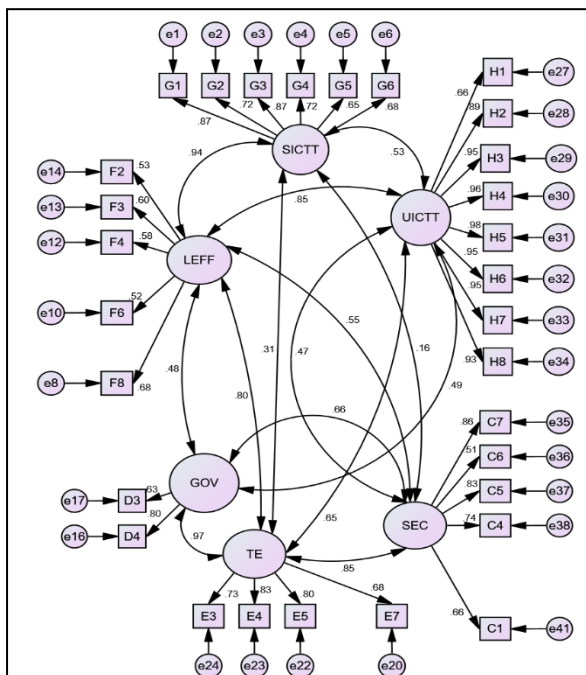 e1 e2 e3 e4 e5 e6
G1 G2 G3 G4 G5 G6
.87 .72 .87 .72 .65 .68
SICTT
H1 e27
.66
H2 e28
.89
H3 e29
.95
H4 e30
.96
H5 e31
.98
H6 e32
.95
H7 e33
.95
H8 e34
.93
UICTT
.94 .53
.85
e14 F2 .53
e13 F3 .60
e12 F4 .58
LEFF
e10 F6 .52
e8 F8 .68
.31 .47 .55 .16
.48 .80 .49
.66
GOV
e17 D3 .63
e16 D4 .80
.97
TE
.65
.85
SEC
C7 e35
.86
C6 e36
.51
C5 e37
.83
C4 e38
.74
C1 e41
.66
.73 .83 .80 .68
E3 E4 E5 E7
e24 e23 e22 e20